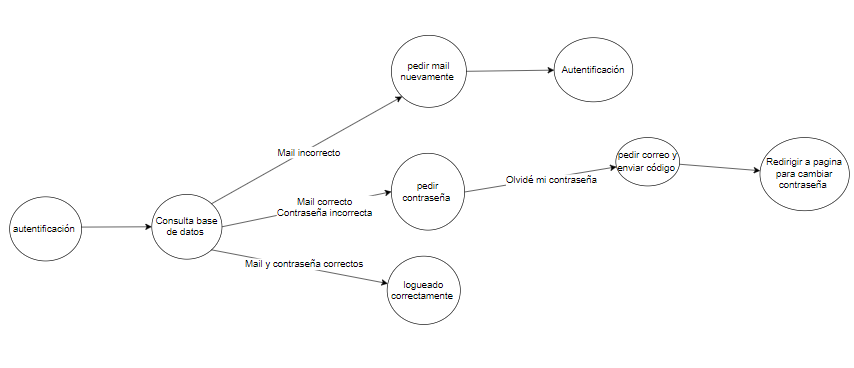 pedir mail
nuevamente
Autentificación
Mail incorrecto
pedir correo y
enviar código
Redirigir a pagina
para cambiar
contraseña
pedir
contraseña
Olvidé mi contraseña
Mail correcto
Contraseña incorrecta
autentificación
Consulta base
de datos
Mail y contraseña correctos
logueado
correctamente